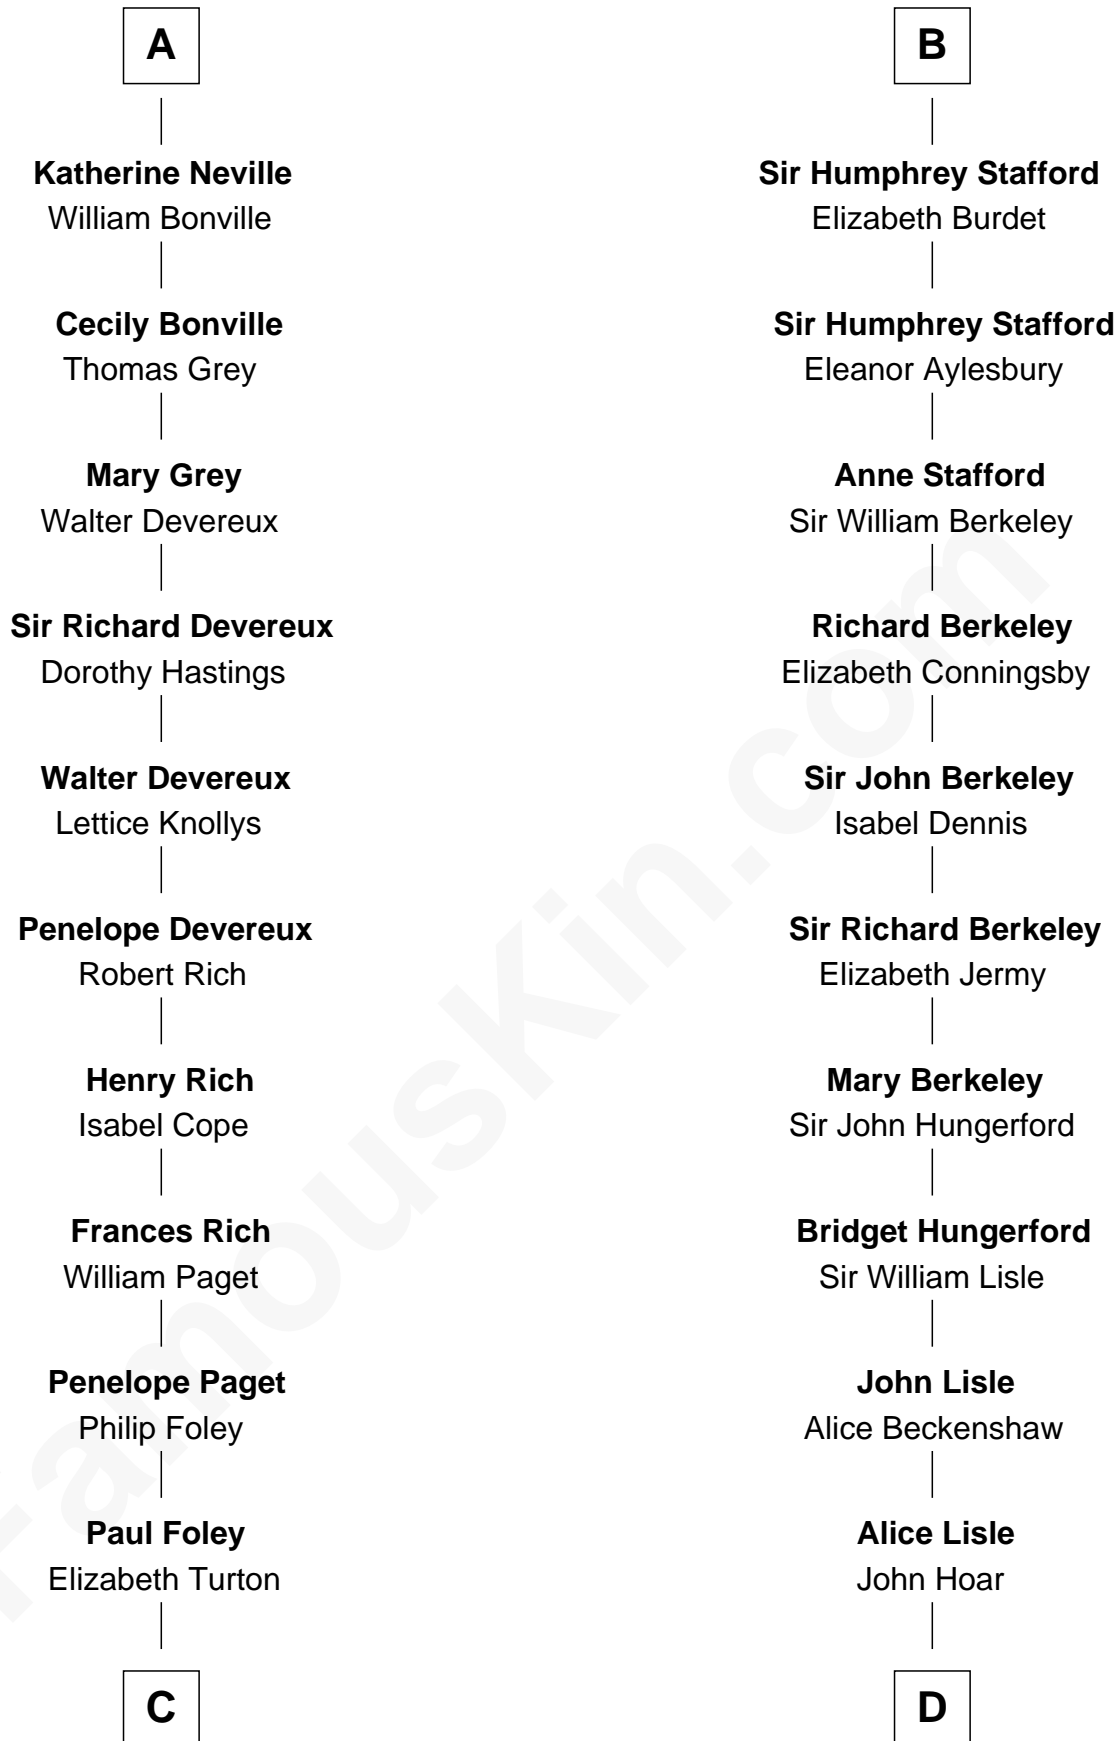 A
Katherine Neville
William Bonville
Cecily Bonville
Thomas Grey
Mary Grey
Walter Devereux
Sir Richard Devereux
Dorothy Hastings
Walter Devereux
Lettice Knollys
Penelope Devereux
Robert Rich
Henry Rich
Isabel Cope
Frances Rich
William Paget
Penelope Paget
Philip Foley
Paul Foley
Elizabeth Turton
C
B
Sir Humphrey Stafford
Elizabeth Burdet
Sir Humphrey Stafford
Eleanor Aylesbury
Anne Stafford
Sir William Berkeley
Richard Berkeley
Elizabeth Conningsby
Sir John Berkeley
Isabel Dennis
Sir Richard Berkeley
Elizabeth Jermy
Mary Berkeley
Sir John Hungerford
Bridget Hungerford
Sir William Lisle
John Lisle
Alice Beckenshaw
Alice Lisle
John Hoar
D
FamousKin.com